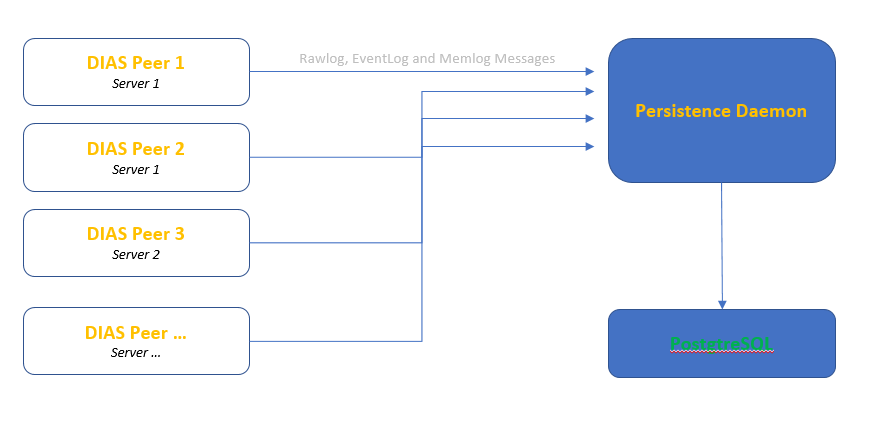 DIAS Peer 1
Server 1
Rawlog, EventLog and Memlog Messages
Persistence Daemon
DIAS Peer 2
Server 1
DIAS Peer 3
Server 2
DIAS Peer ...
Server ...